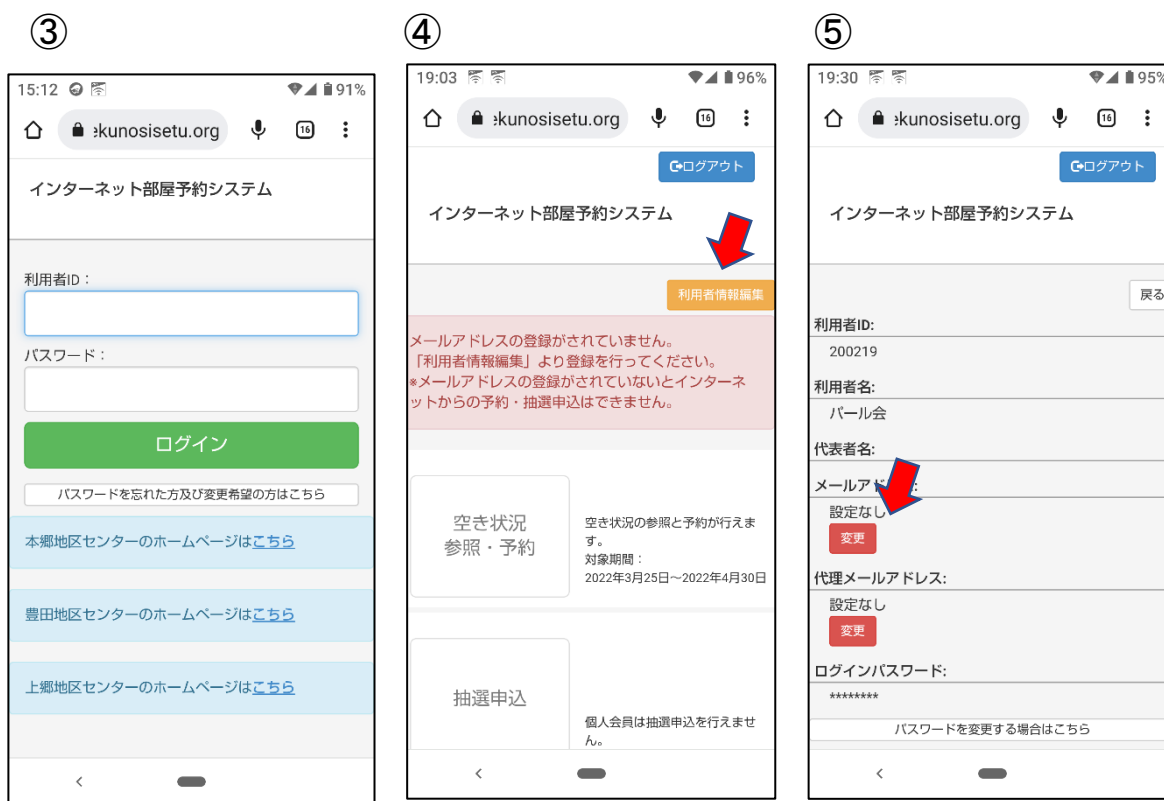 ③
15:12 91%
ekunosisetu.org 16
インターネット部屋予約システム
利用者ID：
パスワード：
ログイン
パスワードを忘れた方及び変更希望の方はこちら
本郷地区センターのホームページはこちら
豊田地区センターのホームページはこちら
上郷地区センターのホームページはこちら
④
19:03 96%
ekunosisetu.org 16
ログアウト
インターネット部屋予約システム
利用者情報編集
メールアドレスの登録がされていません。
「利用者情報編集」より登録を行ってください。
※メールアドレスの登録がされていないとインターネ
ットからの予約・抽選申込はできません。
空き状況
参照・予約
空き状況の参照と予約が行えま
す。
対象期間：
2022年3月25日～2022年4月30日
抽選申込
個人会員は抽選申込を行えませ
ん。
⑤
19:30 95%
ekunosisetu.org 16
ログアウト
インターネット部屋予約システム
戻る
利用者ID:
200219
利用者名:
パール会
代表者名:
メールアド:
設定なし
変更
代理メールアドレス:
設定なし
変更
ログインパスワード:
********
パスワードを変更する場合はこちら